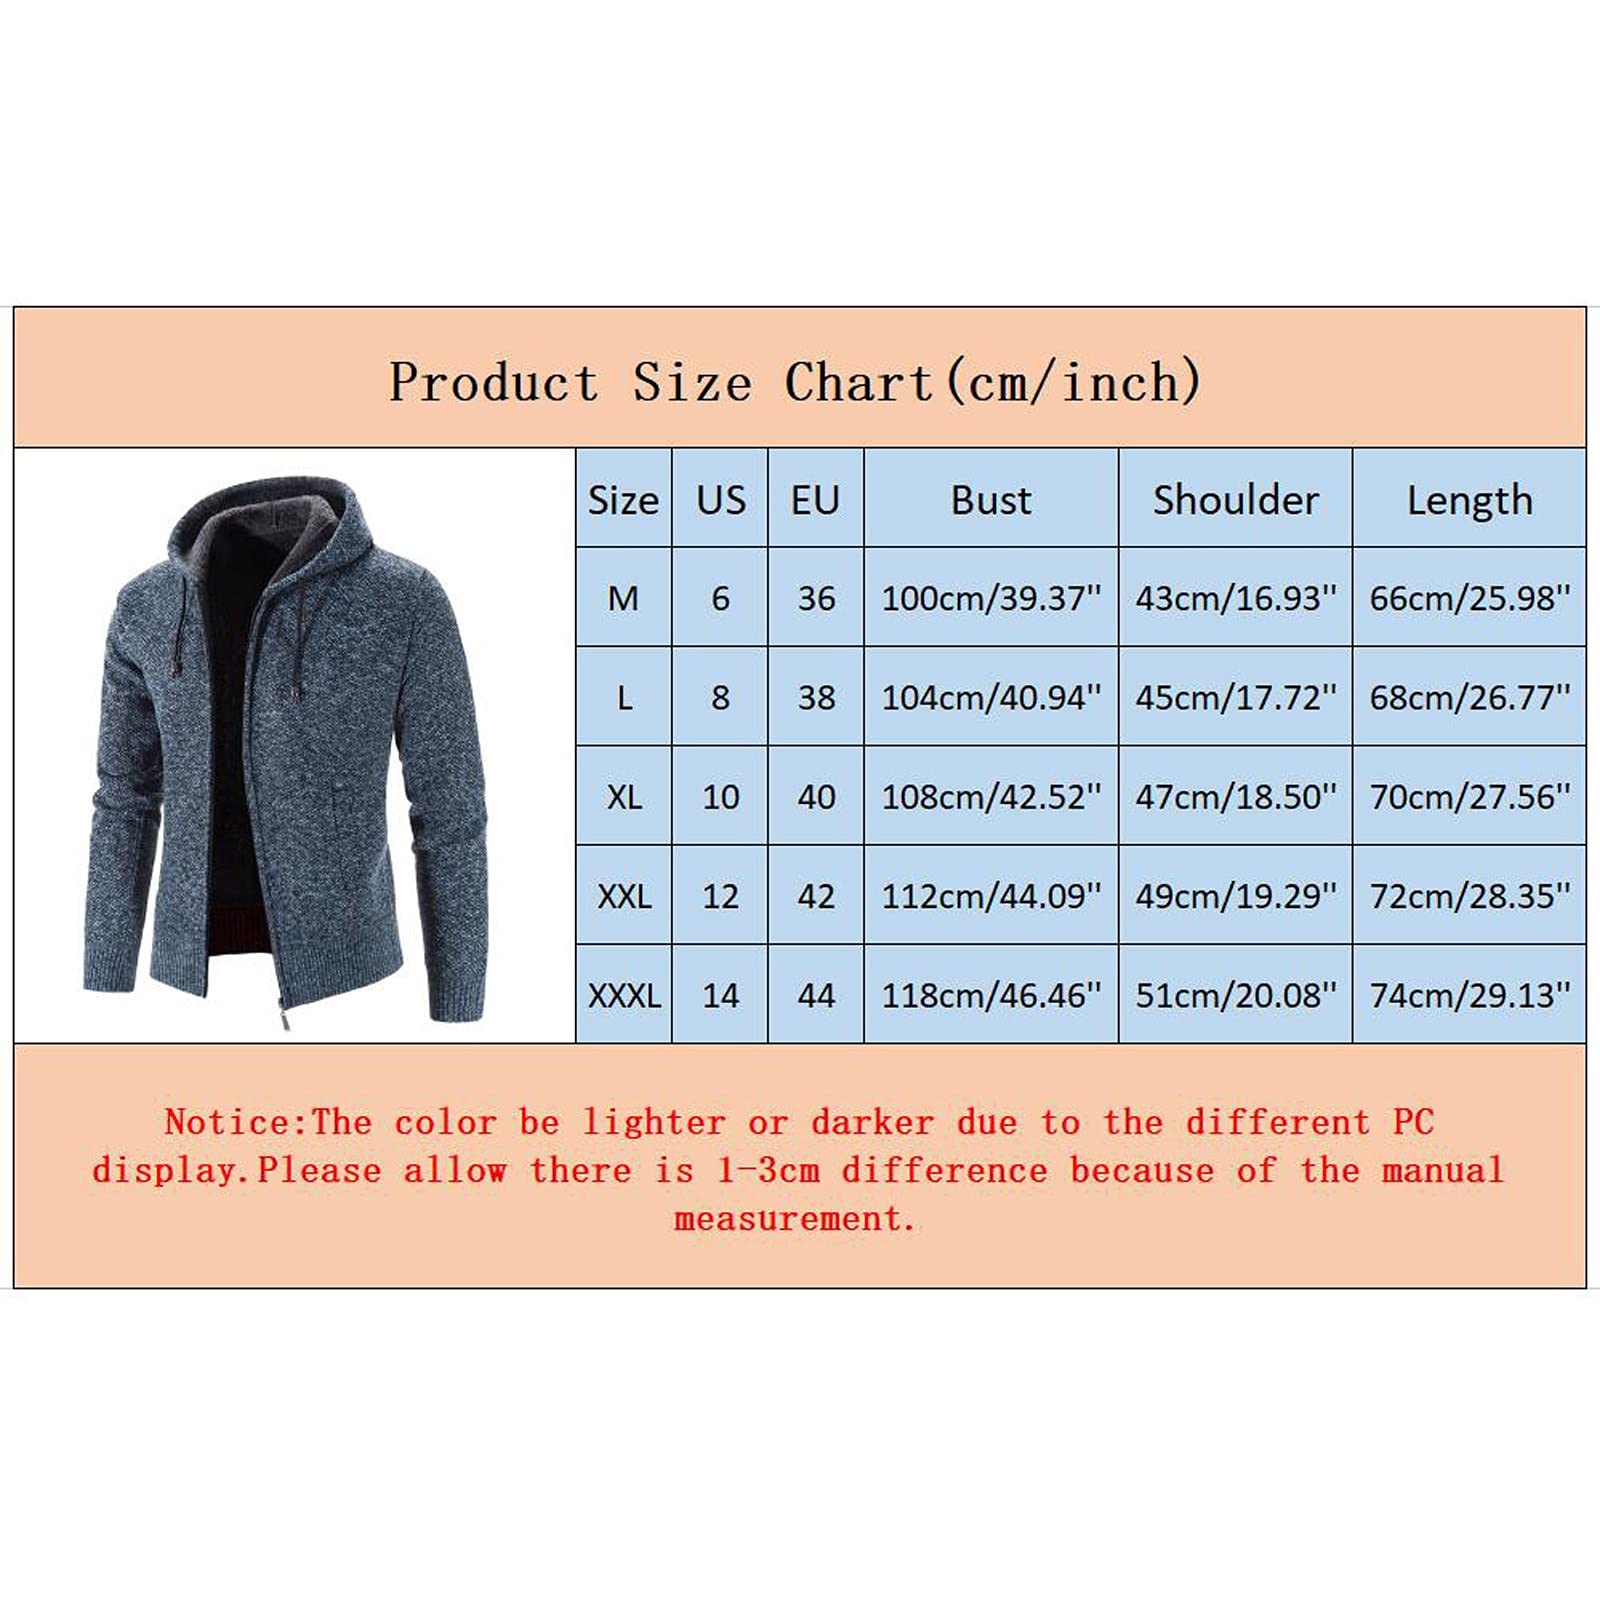 Product Size Chart(cm/inch)
Size US EU Bust Shoulder Length
M 6 36 100cm/39.37'' 43cm/16.93'' 66cm/25.98''
L 8 38 104cm/40.94'' 45cm/17.72'' 68cm/26.77''
XL 10 40 108cm/42.52'' 47cm/18.50'' 70cm/27.56''
XXL 12 42 112cm/44.09'' 49cm/19.29'' 72cm/28.35''
XXXL 14 44 118cm/46.46'' 51cm/20.08'' 74cm/29.13''
Notice:The color be lighter or darker due to the different PC
display.Please allow there is 1-3cm difference because of the manual
measurement.